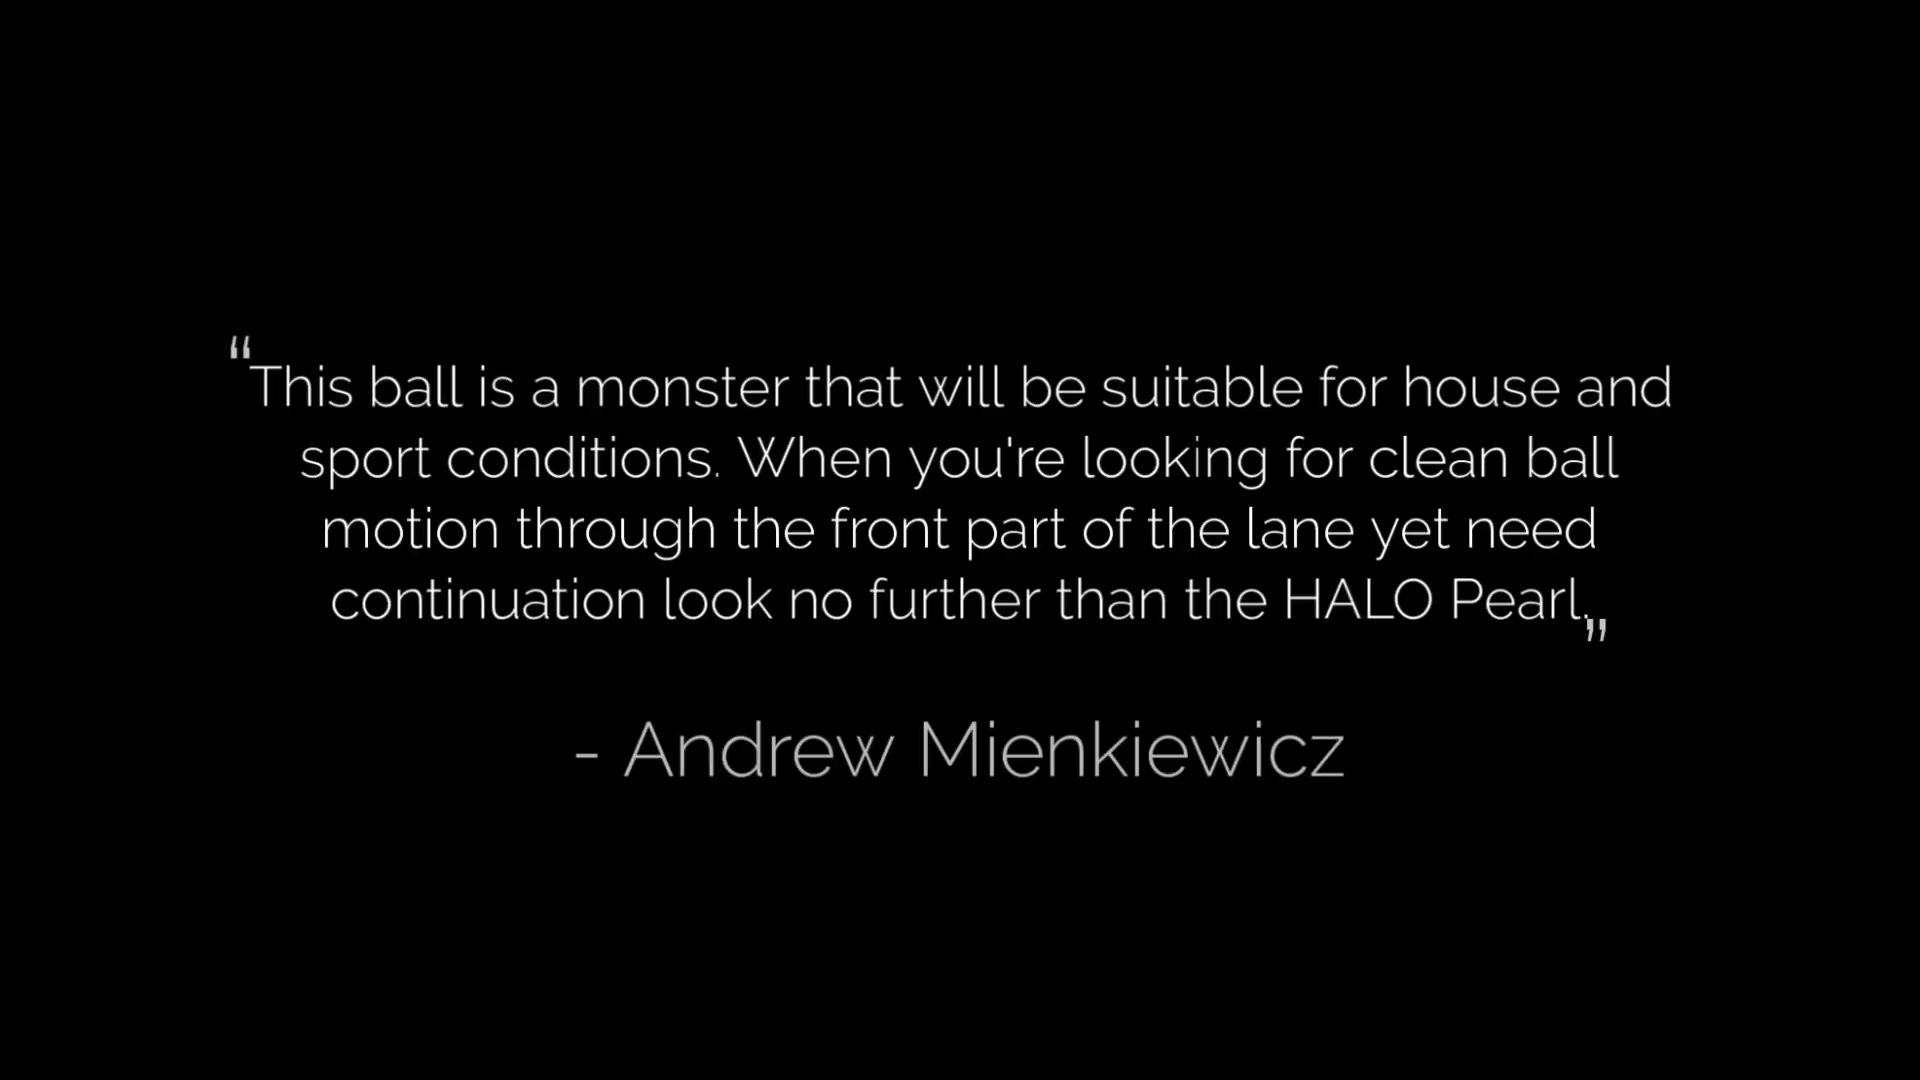 “This ball is a monster that will be suitable for house and
sport conditions. When you're looking for clean ball
motion through the front part of the lane yet need
continuation look no further than the HALO Pearl.”
- Andrew Mienkiewicz